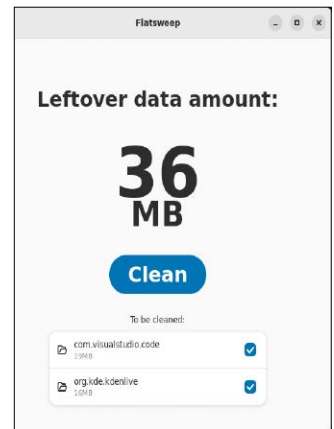 Flatsweep
Leftover data amount:
36
MB
Clean
To be cleaned:
com.visualstudio.code
19MB
org.kde.kdenlive
16MB